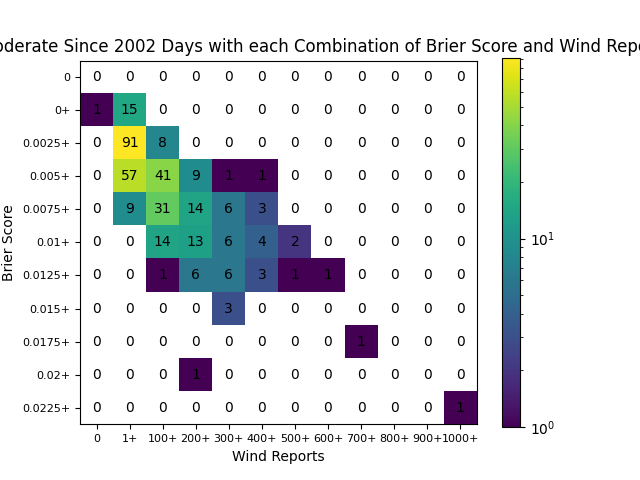 oderate Since 2002 Days with each Combination of Brier Score and Wind Repo
0 0 0 0 0 0 0 0 0 0 0 0 0
0+ 1 15 0 0 0 0 0 0 0 0 0 0
0.0025+ 0 91 8 0 0 0 0 0 0 0 0 0
0.005+ 0 57 41 9 1 1 0 0 0 0 0 0
0.0075+ 0 9 31 14 6 3 0 0 0 0 0 0
0.01+ 0 0 14 13 6 4 2 0 0 0 0 0
0.0125+ 0 0 1 6 6 3 1 1 0 0 0 0
0.015+ 0 0 0 0 3 0 0 0 0 0 0 0
0.0175+ 0 0 0 0 0 0 0 0 1 0 0 0
0.02+ 0 0 0 1 0 0 0 0 0 0 0 0
0.0225+ 0 0 0 0 0 0 0 0 0 0 0 1
0 1+ 100+ 200+ 300+ 400+ 500+ 600+ 700+ 800+ 900+ 1000+
Wind Reports
Brier Score
10¹
10⁰